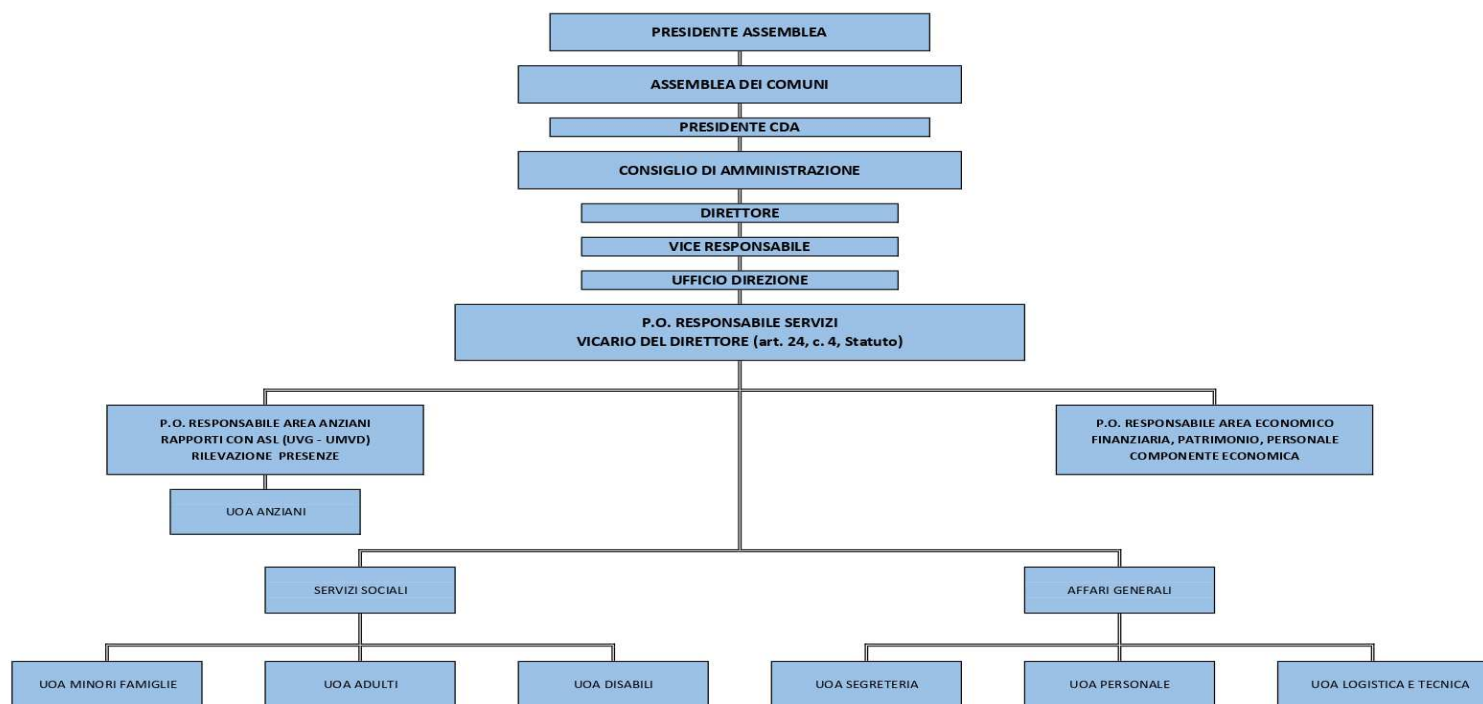 PRESIDENTE ASSEMBLEA
ASSEMBLEA DEI COMUNI
PRESIDENTE CDA
CONSIGLIO DI AMMINISTRAZIONE
DIRETTORE
VICE RESPONSABILE
UFFICIO DIREZIONE
P.O. RESPONSABILE SERVIZI
VICARIO DEL DIRETTORE (art. 24, c. 4, Statuto)
P.O. RESPONSABILE AREA ANZIANI
RAPPORTI CON ASL (UVG - UMVD)
RILEVAZIONE PRESENZE
P.O. RESPONSABILE AREA ECONOMICO
FINANZIARIA, PATRIMONIO, PERSONALE
COMPONENTE ECONOMICA
UOA ANZIANI
SERVIZI SOCIALI
AFFARI GENERALI
UOA MINORI FAMIGLIE
UOA ADULTI
UOA DISABILI
UOA SEGRETERIA
UOA PERSONALE
UOA LOGISTICA E TECNICA